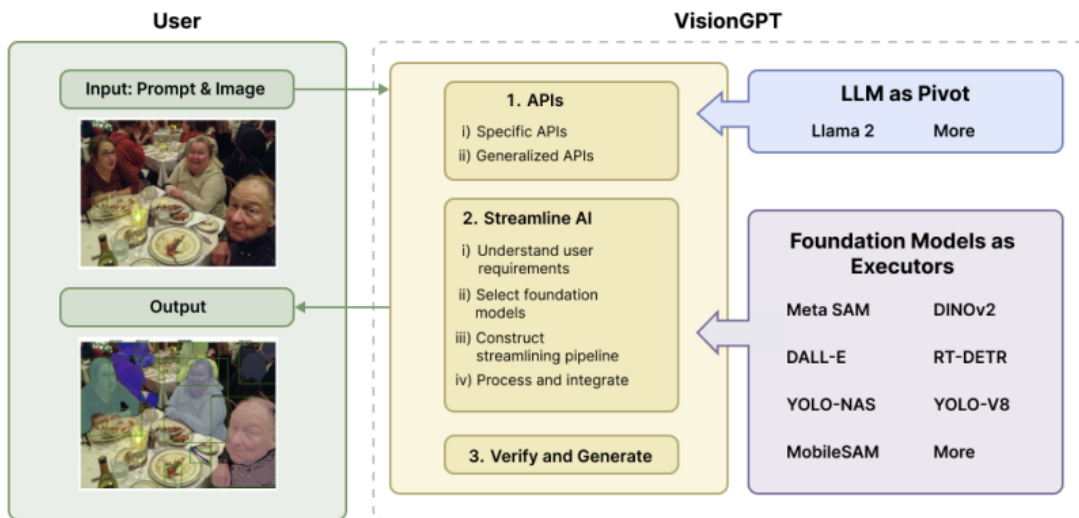 User
VisionGPT
Input: Prompt & Image
Output
1. APIs
i) Specific APIs
ii) Generalized APIs
2. Streamline AI
i) Understand user
requirements
ii) Select foundation
models
iii) Construct
streamlining pipeline
iv) Process and integrate
3. Verify and Generate
LLM as Pivot
Llama 2 More
Foundation Models as
Executors
Meta SAM DINOv2
DALL-E RT-DETR
YOLO-NAS YOLO-V8
MobileSAM More